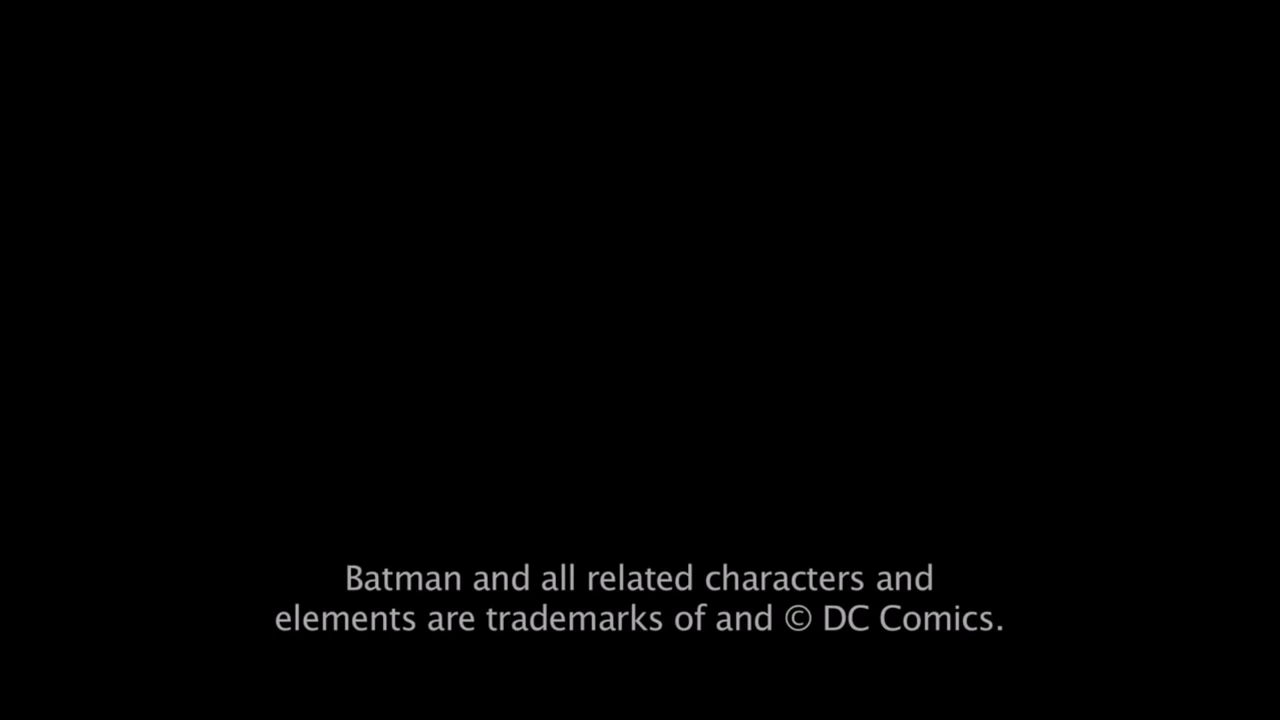 Batman and all related characters and
elements are trademarks of and © DC Comics.